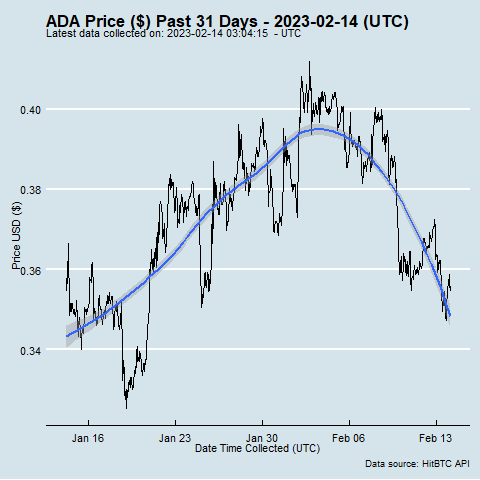 ADA Price ($) Past 31 Days - 2023-02-14 (UTC)
Latest data collected on: 2023-02-14 03:04:15  - UTC
0.40
0.38
0.36
0.34
Price USD ($)
Jan 16
Jan 23
Jan 30
Feb 06
Feb 13
Date Time Collected (UTC)
Data source: HitBTC API